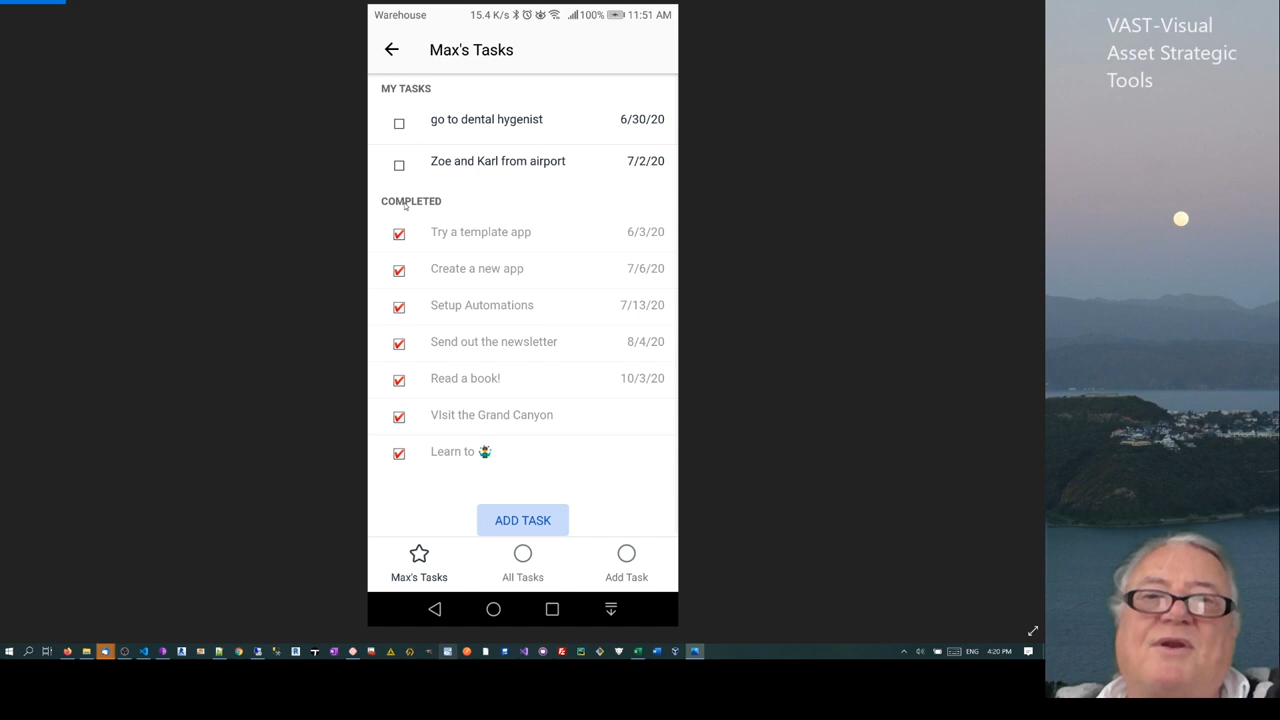 Warehouse 15.4 K/s 100% 11:51 AM
Max's Tasks
MY TASKS
go to dental hygenist 6/30/20
Zoe and Karl from airport 7/2/20
COMPLETED
Try a template app 6/3/20
Create a new app 7/6/20
Setup Automations 7/13/20
Send out the newsletter 8/4/20
Read a book! 10/3/20
VIsit the Grand Canyon
Learn to
ADD TASK
Max's Tasks All Tasks Add Task
VAST-Visual
Asset Strategic
Tools
ENG 4:20 PM